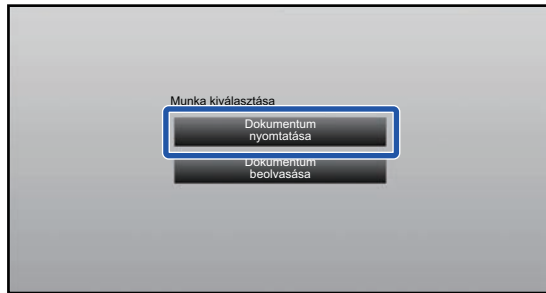 Munka kiválasztása
Dokumentum
nyomtatása
Dokumentum
beolvasása